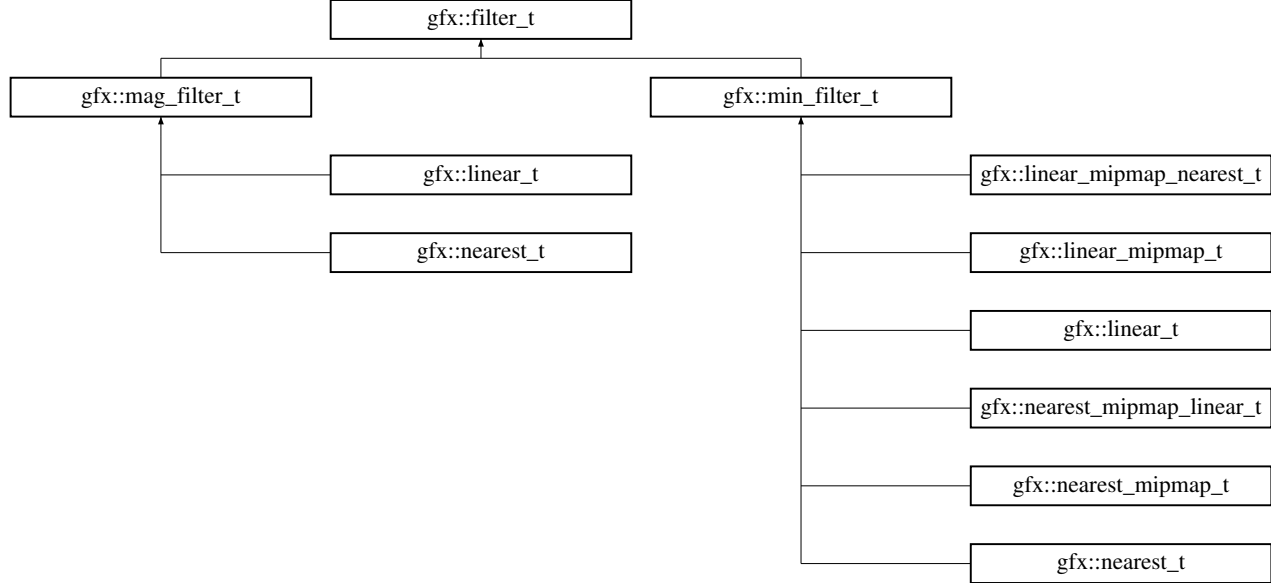 gfx::filter_t
gfx::mag_filter_t
gfx::min_filter_t
gfx::linear_t
gfx::linear_mipmap_nearest_t
gfx::nearest_t
gfx::linear_mipmap_t
gfx::linear_t
gfx::nearest_mipmap_linear_t
gfx::nearest_mipmap_t
gfx::nearest_t